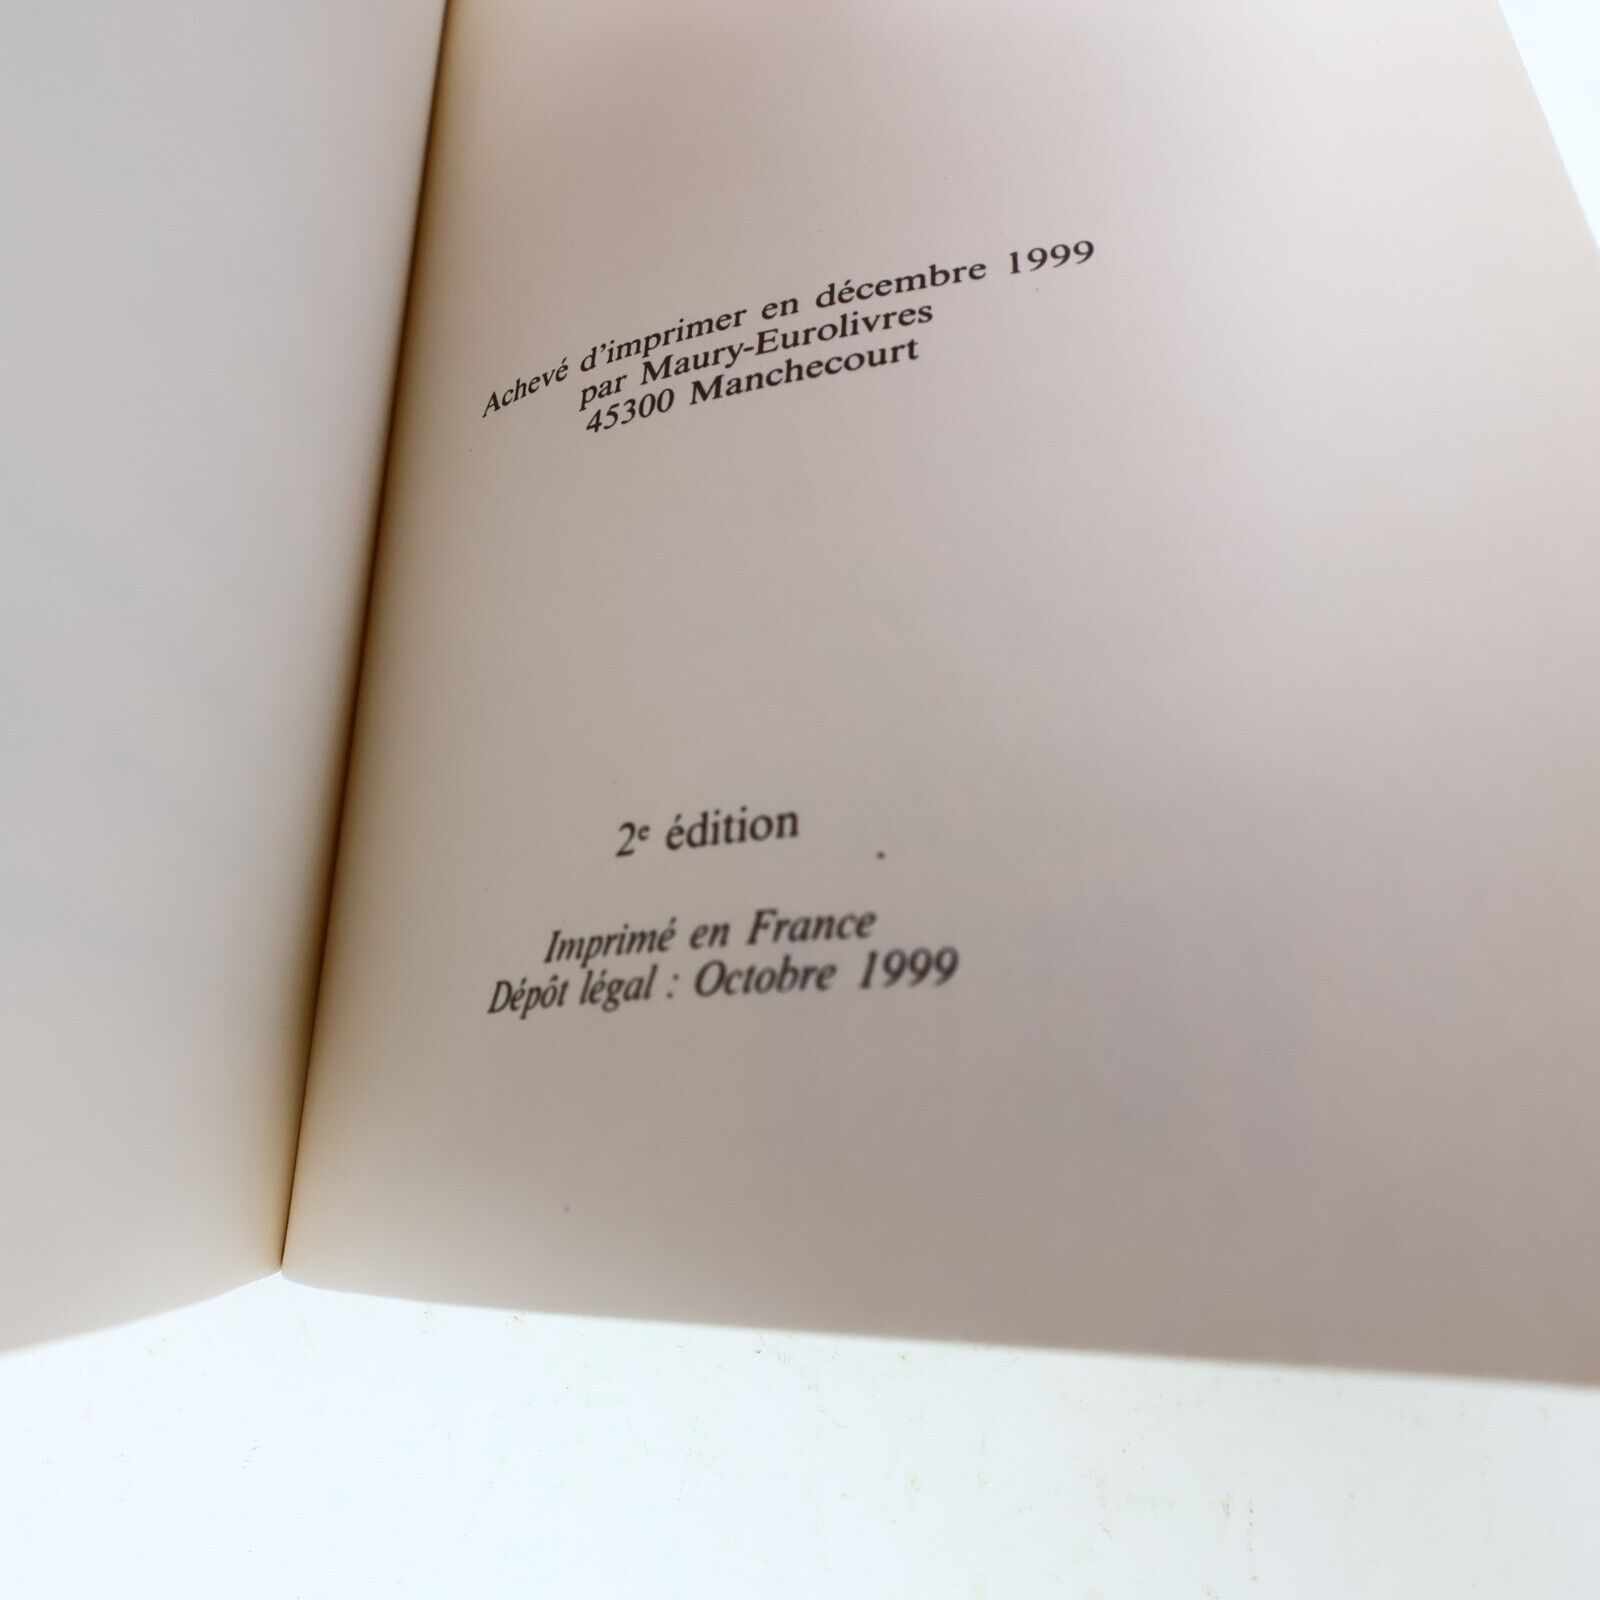 Achevé d'imprimer en décembre 1999
par Maury-Eurolivres
45300 Manchecourt
2e édition
Imprimé en France
Dépôt légal : Octobre 1999